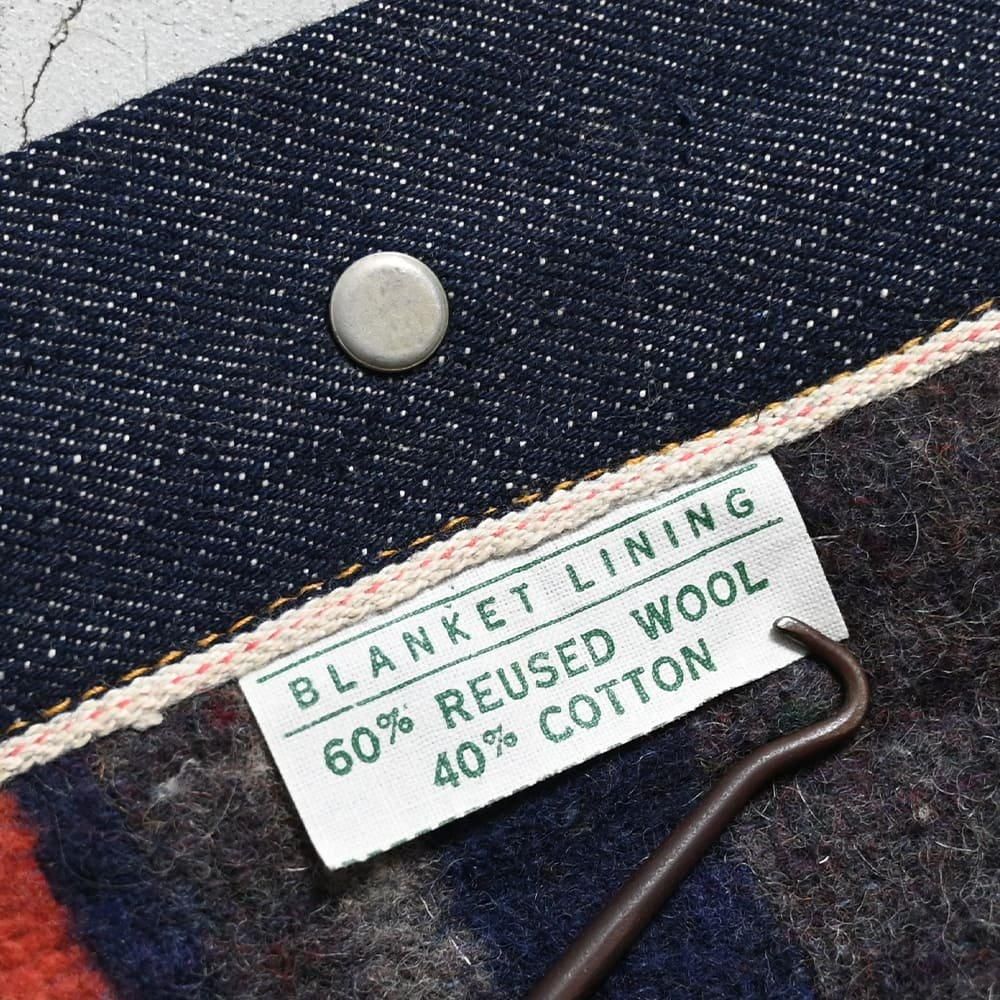 BLANKET LINING
60% REUSED WOOL
40% COTTON